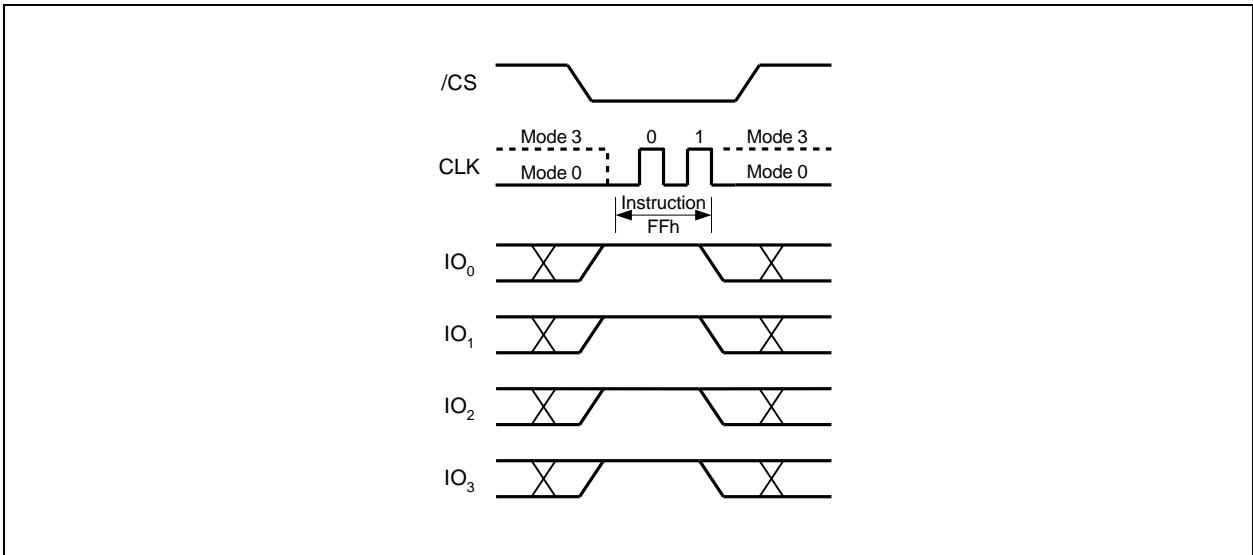 /CS
Mode 3 0 1 Mode 3
CLK
Mode 0 Mode 0
Instruction
FFh
IO0
IO1
IO2
IO3